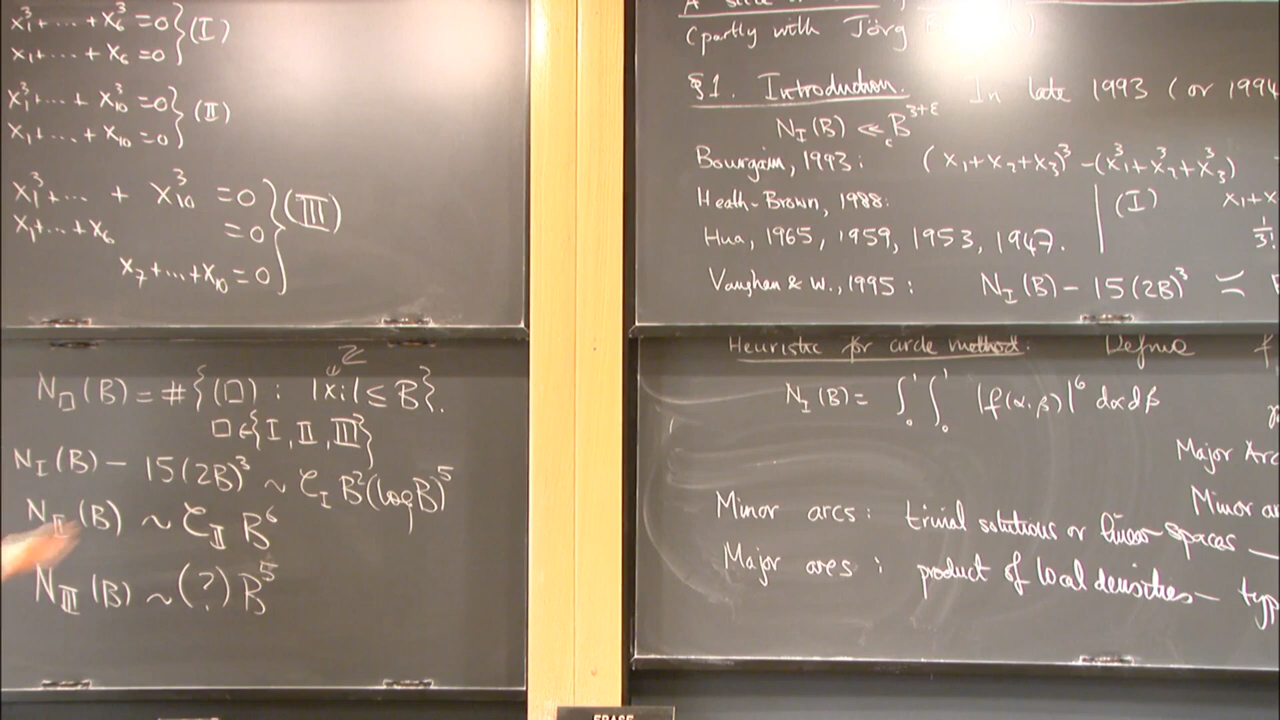 x₁³+...+x₆³=0 } (I)
x₁+...+x₆=0
x₁³+...+x₁₀³=0 } (II)
x₁+...+x₁₀=0
x₁³+... + x₁₀³ =0 } (III)
x₁+...+x₆ =0
x₇+...+x₁₀=0
N_□(B) = #{(□) : |xᵢ| ≤ B}.
∈ ℤ
□∈{I, II, III}
N_I(B) − 15(2B)³ ~ C_I B²(log B)⁵
N_II(B) ~ C_II B⁶
N_III(B) ~ (?) B⁵
(partly with Jörg
§1. Introduction. In late 1993 (or 1994
N_I(B) ≪_ε B^{3+ε}
Bourgain, 1993: (x₁+x₂+x₃)³ −(x₁³+x₂³+x₃³)
Heath-Brown, 1988: | (I) x₁+x
Hua, 1965, 1959, 1953, 1947. | 1/3!
Vaughan & W., 1995: N_I(B) − 15(2B)³ ≍
Heuristic for circle method: Define f
N_I(B) = ∫₀¹ ∫₀¹ |f(α,β)|⁶ dαdβ
Major Arc
Minor ar
Minor arcs: trivial solutions or linear spaces —
Major arcs: product of local densities — typ
ERASE